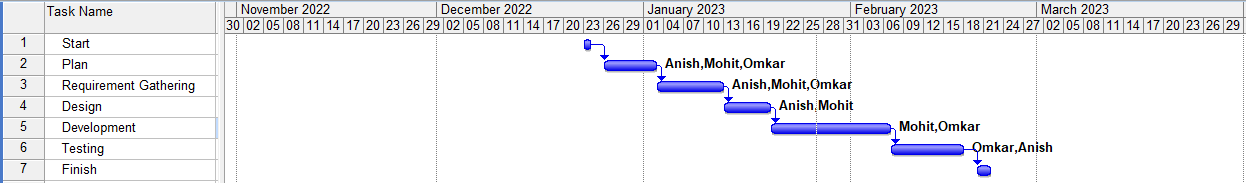 Task Name
November 2022 December 2022 January 2023 February 2023 March 2023
30 02 05 08 11 14 17 20 23 26 29 02 05 08 11 14 17 20 23 26 29 01 04 07 10 13 16 19 22 25 28 31 03 06 09 12 15 18 21 24 27 02 05 08 11 14 17 20 23 26 29
1 Start
2 Plan Anish,Mohit,Omkar
3 Requirement Gathering Anish,Mohit,Omkar
4 Design Anish,Mohit
5 Development Mohit,Omkar
6 Testing Omkar,Anish
7 Finish